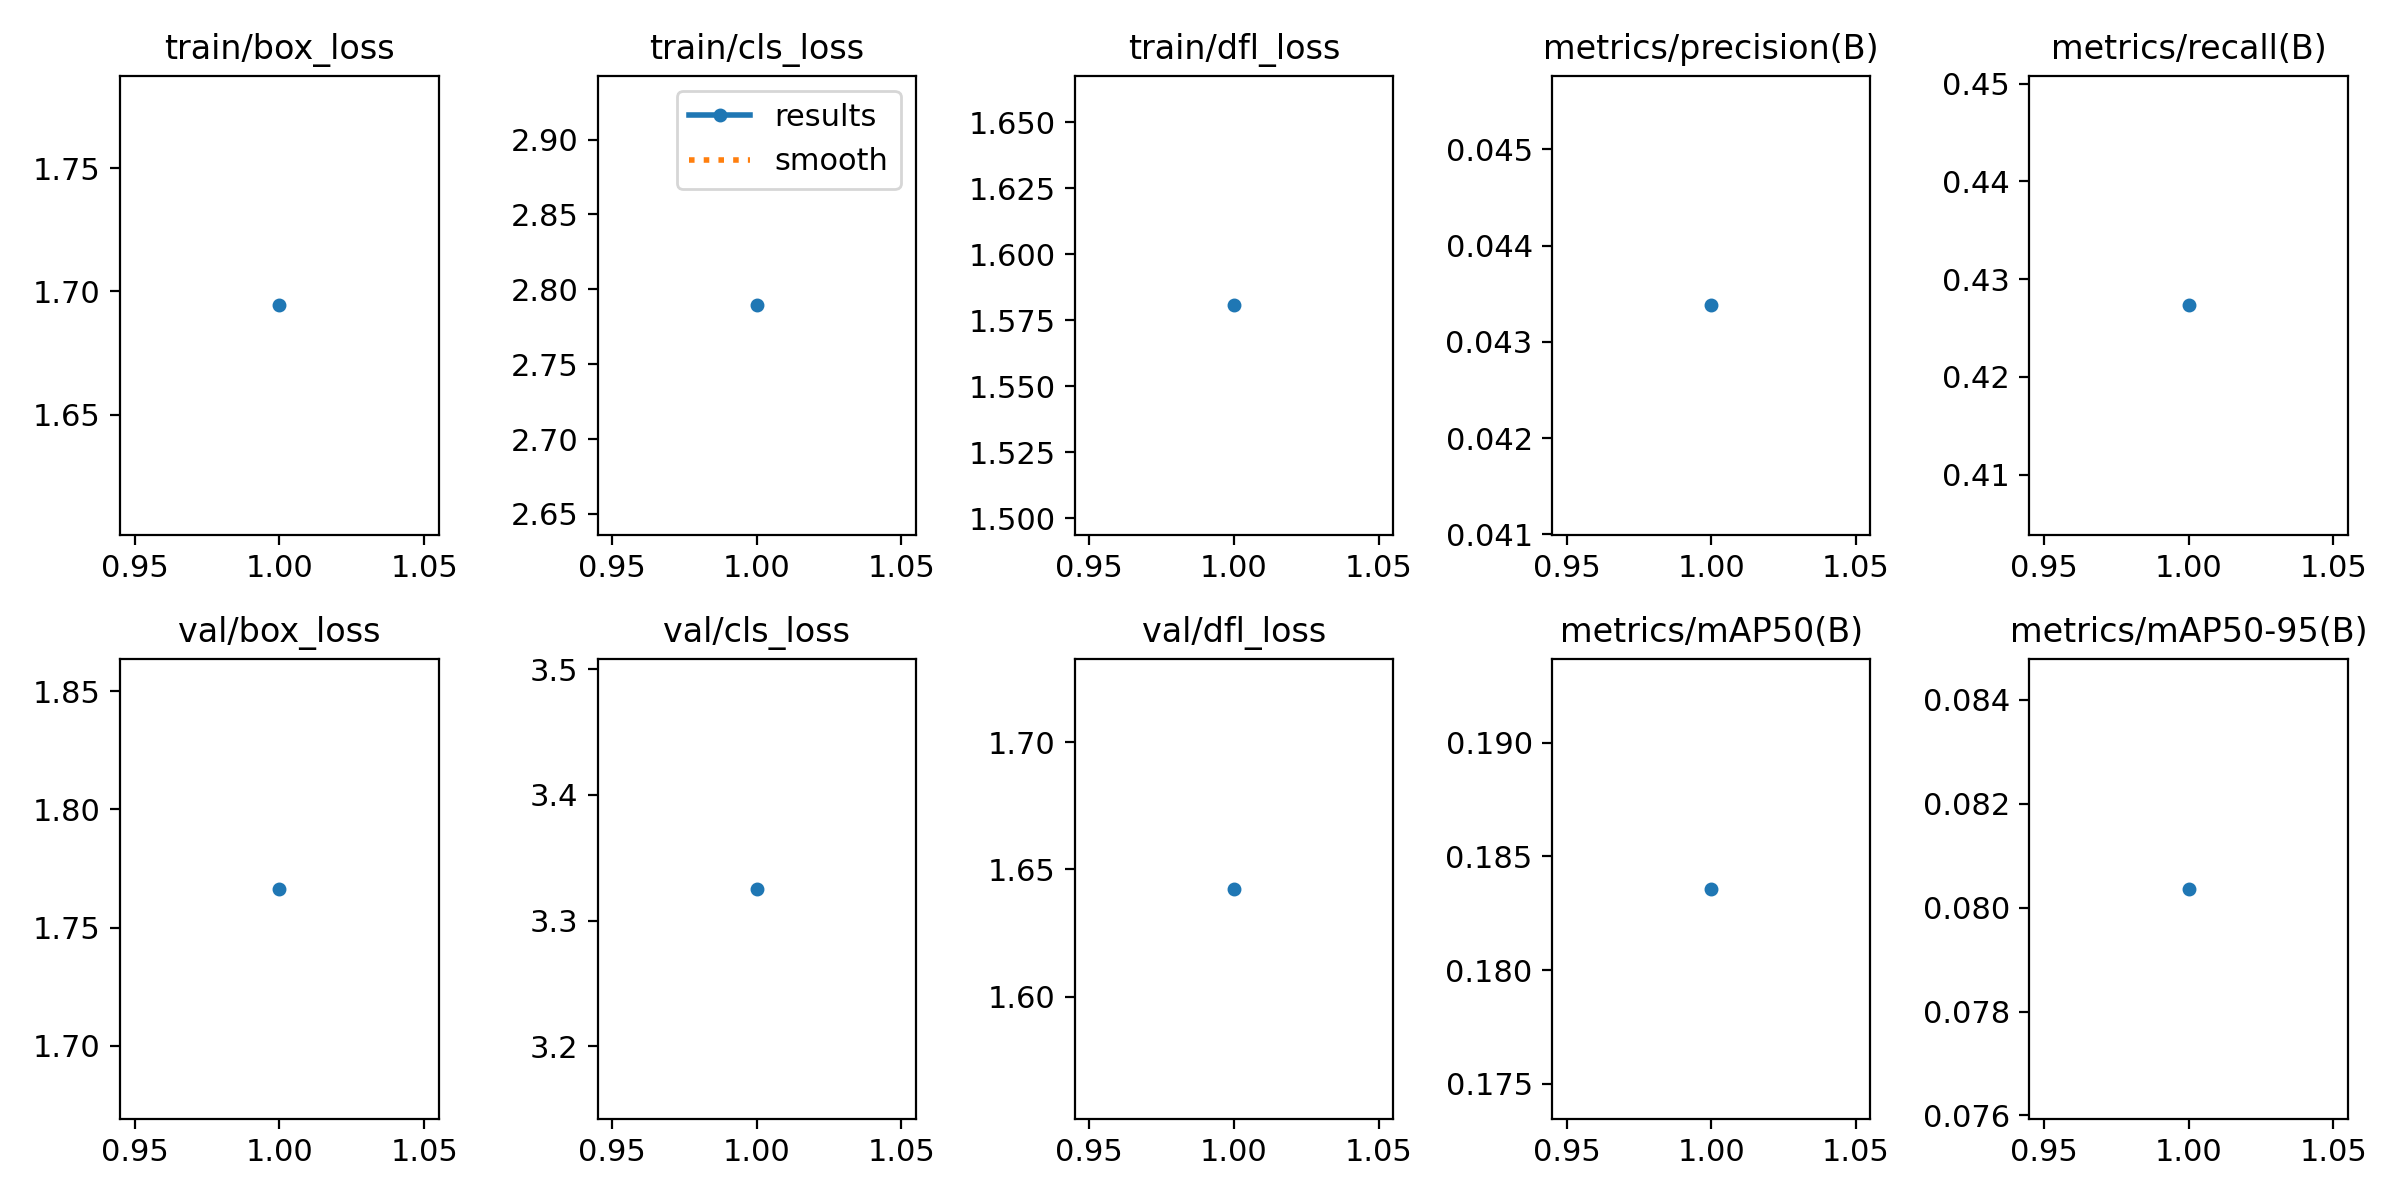 train/box_loss
1.75
1.70
1.65
0.95 1.00 1.05
train/cls_loss
results
smooth
2.90
2.85
2.80
2.75
2.70
2.65
0.95 1.00 1.05
train/dfl_loss
1.650
1.625
1.600
1.575
1.550
1.525
1.500
0.95 1.00 1.05
metrics/precision(B)
0.045
0.044
0.043
0.042
0.041
0.95 1.00 1.05
metrics/recall(B)
0.45
0.44
0.43
0.42
0.41
0.95 1.00 1.05
val/box_loss
1.85
1.80
1.75
1.70
0.95 1.00 1.05
val/cls_loss
3.5
3.4
3.3
3.2
0.95 1.00 1.05
val/dfl_loss
1.70
1.65
1.60
0.95 1.00 1.05
metrics/mAP50(B)
0.190
0.185
0.180
0.175
0.95 1.00 1.05
metrics/mAP50-95(B)
0.084
0.082
0.080
0.078
0.076
0.95 1.00 1.05